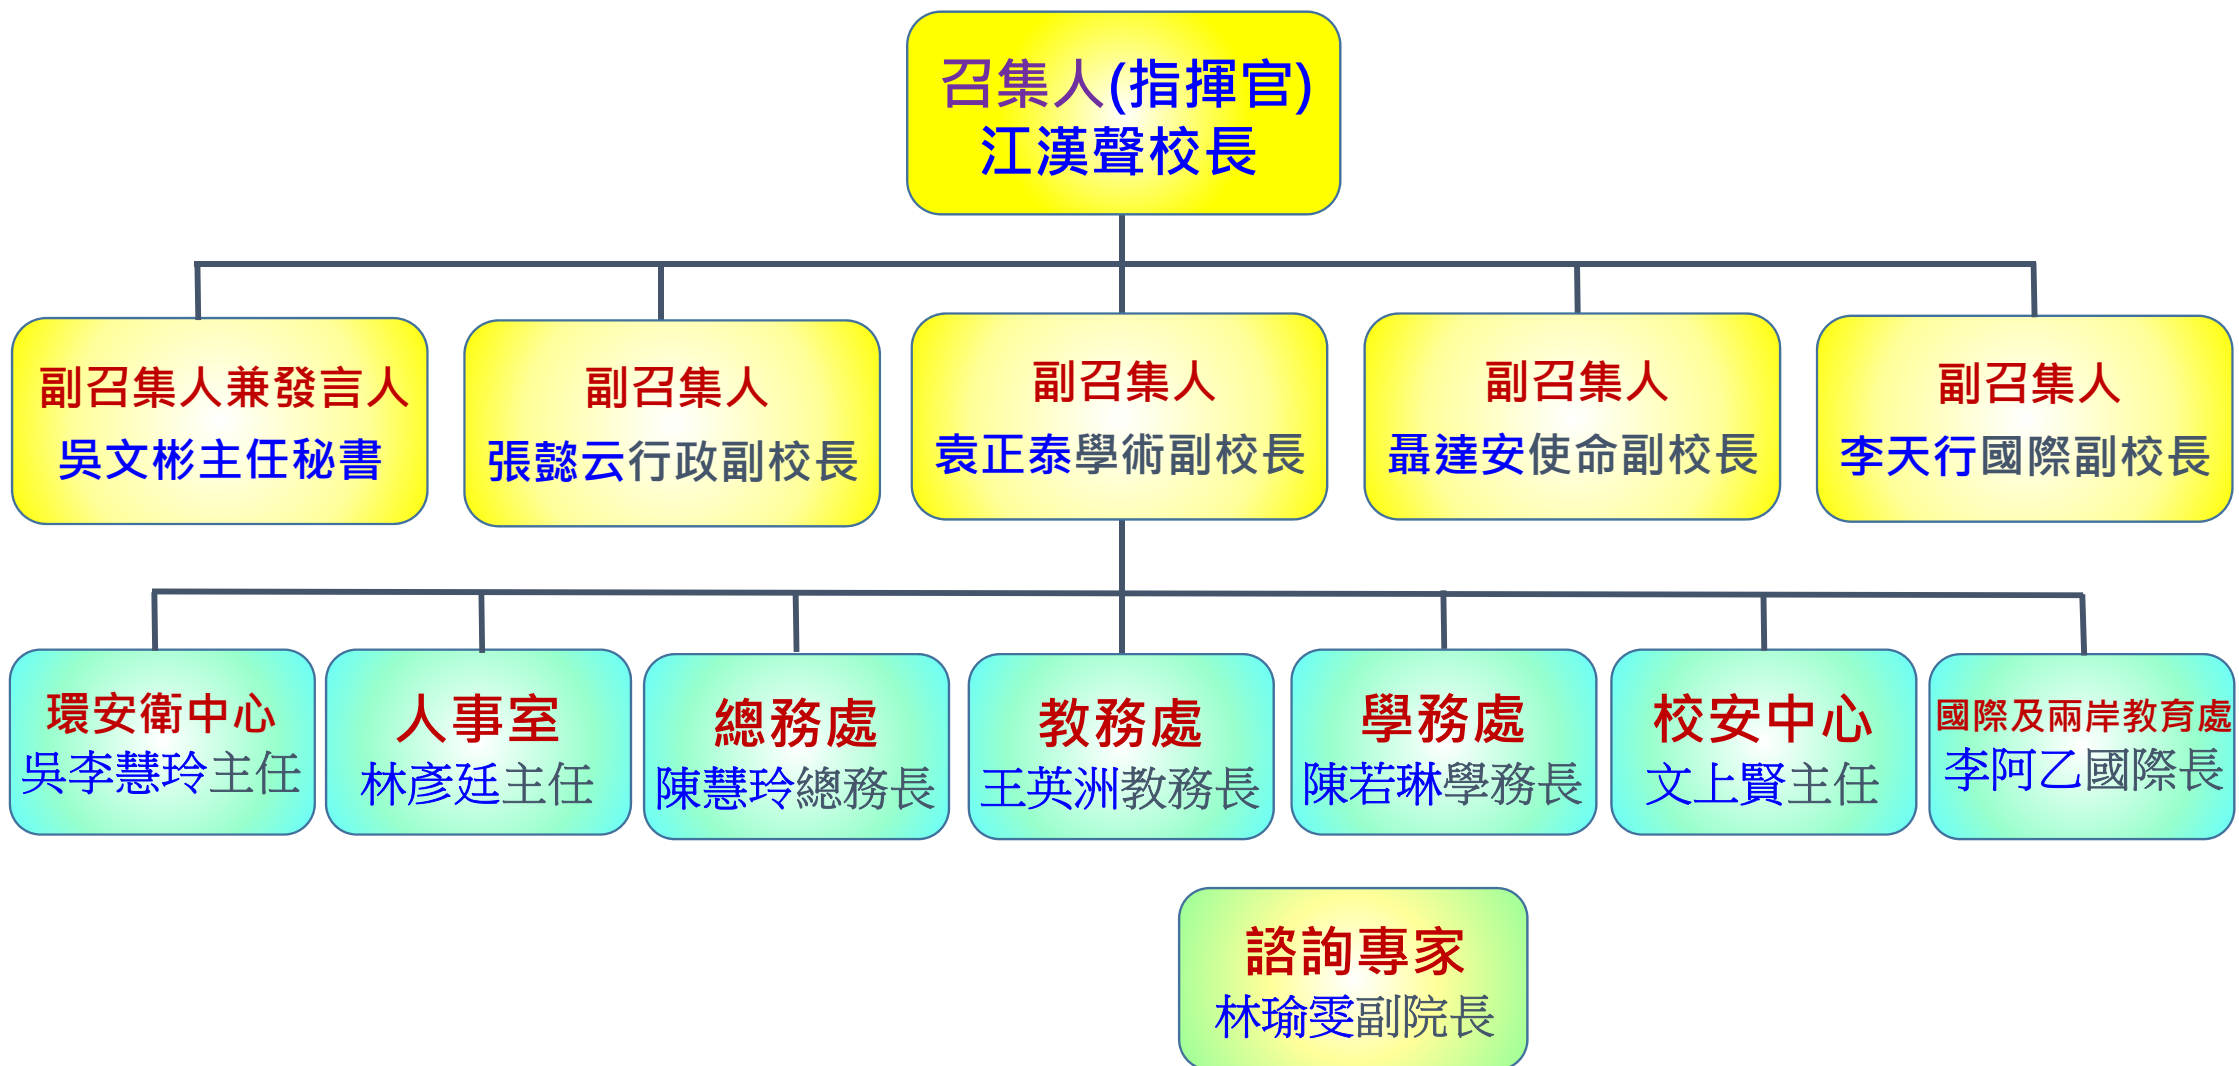 召集人(指揮官)
江漢聲校長
副召集人兼發言人
吳文彬主任秘書
副召集人
張懿云行政副校長
副召集人
袁正泰學術副校長
副召集人
聶達安使命副校長
副召集人
李天行國際副校長
環安衛中心
吳李慧玲主任
人事室
林彥廷主任
總務處
陳慧玲總務長
教務處
王英洲教務長
學務處
陳若琳學務長
校安中心
文上賢主任
國際及兩岸教育處
李阿乙國際長
諮詢專家
林瑜雯副院長